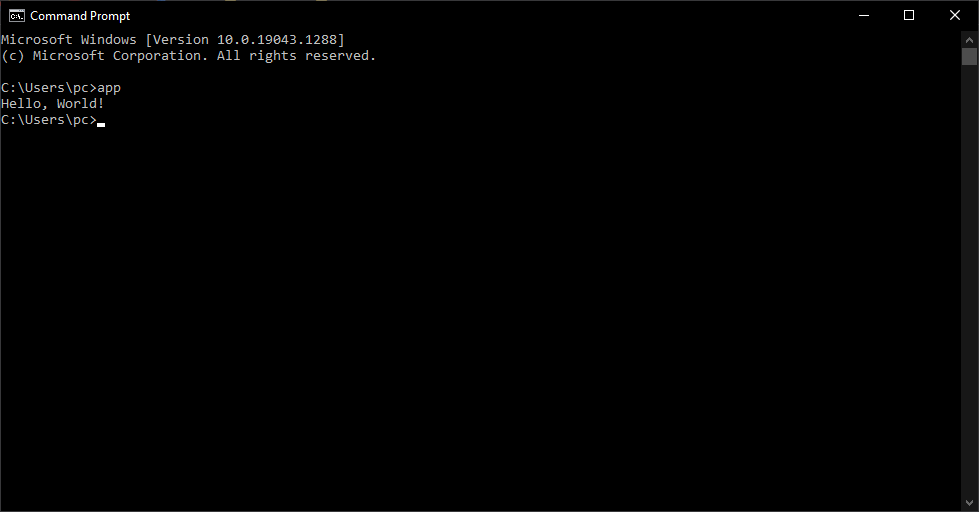 Command Prompt
Microsoft Windows [Version 10.0.19043.1288]
(c) Microsoft Corporation. All rights reserved.
C:\Users\pc>app
Hello, World!
C:\Users\pc>